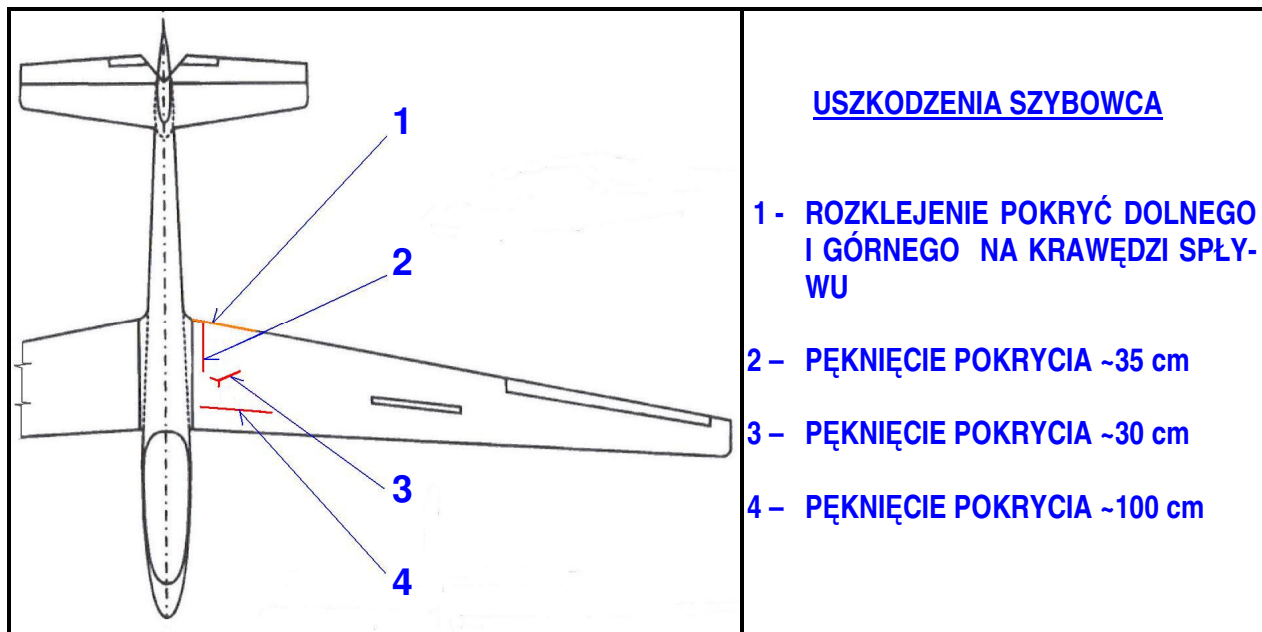 1
2
3
4
USZKODZENIA SZYBOWCA
1 - ROZKLEJENIE POKRYĆ DOLNEGO
I GÓRNEGO NA KRAWĘDZI SPŁY-
WU
2 – PĘKNIĘCIE POKRYCIA ~35 cm
3 – PĘKNIĘCIE POKRYCIA ~30 cm
4 – PĘKNIĘCIE POKRYCIA ~100 cm